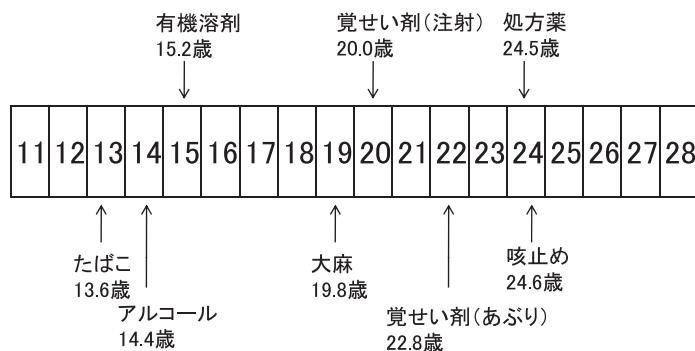 有機溶剤
15.2歳
覚せい剤(注射)
20.0歳
処方薬
24.5歳
11 12 13 14 15 16 17 18 19 20 21 22 23 24 25 26 27 28
たばこ
13.6歳
アルコール
14.4歳
大麻
19.8歳
覚せい剤(あぶり)
22.8歳
咳止め
24.6歳